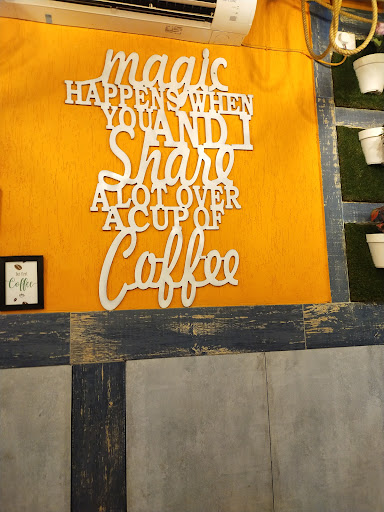 magic
HAPPENS WHEN
YOU AND I
Share
A LOT OVER
A CUP OF
Coffee
Coffee